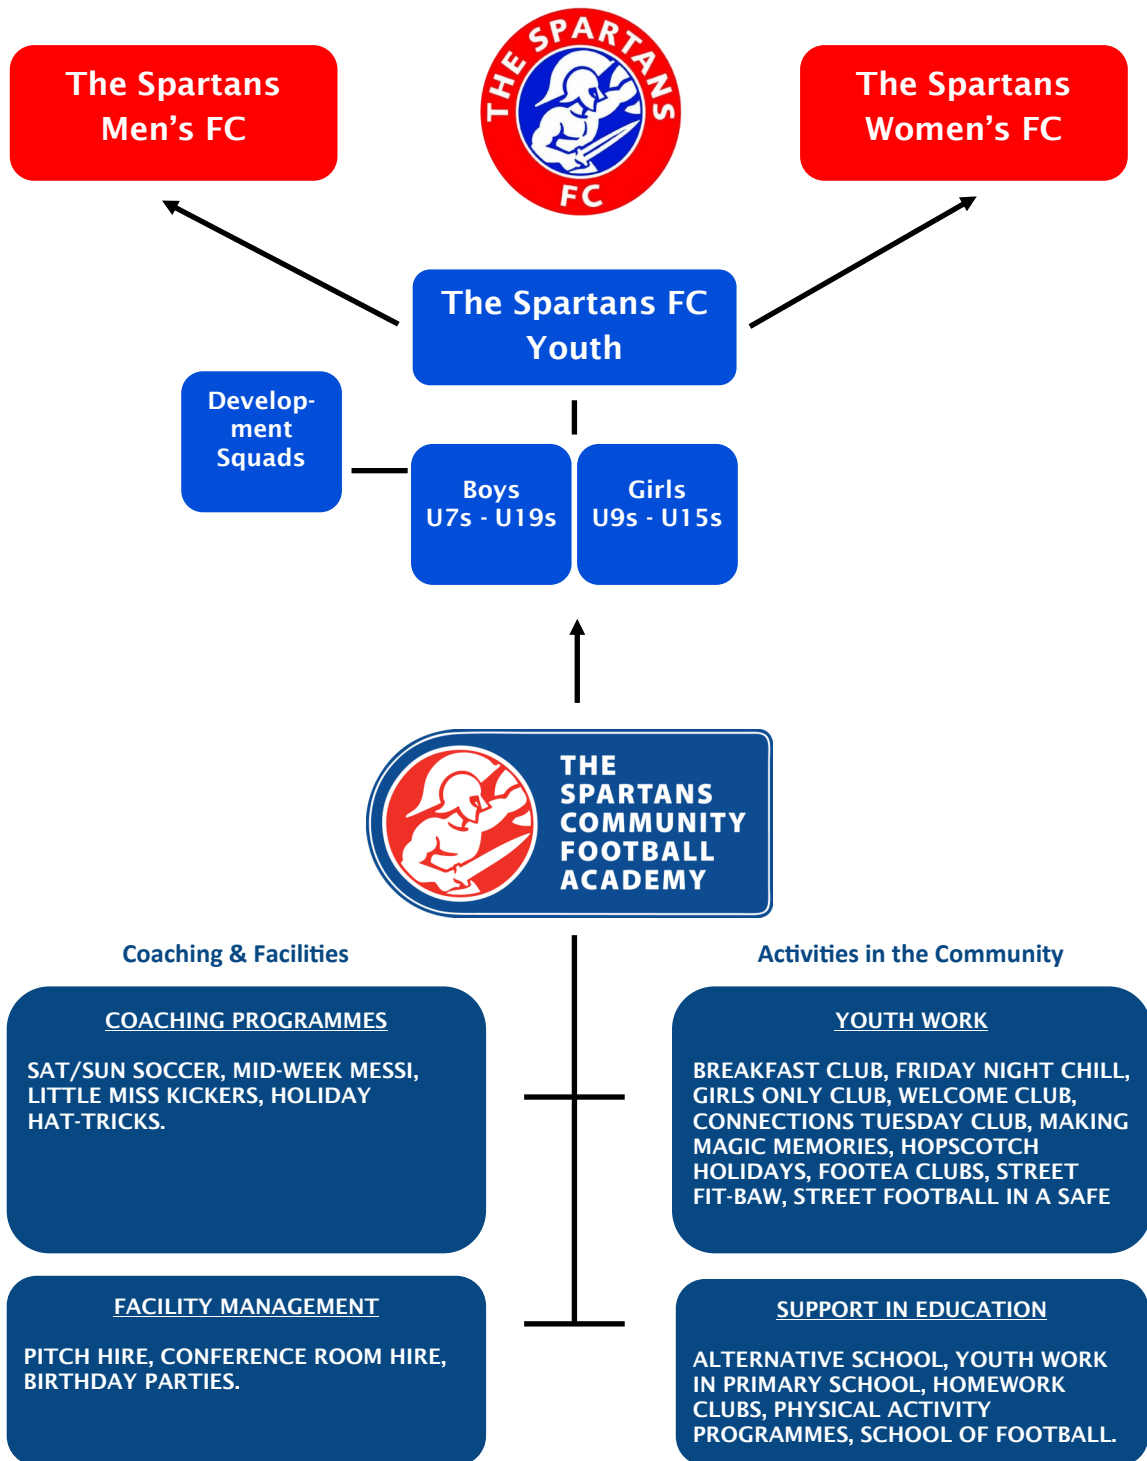 The Spartans
Men’s FC
THE SPARTANS
FC
The Spartans
Women’s FC
The Spartans FC
Youth
Develop-
ment
Squads
Boys
U7s - U19s
Girls
U9s - U15s
THE
SPARTANS
COMMUNITY
FOOTBALL
ACADEMY
Coaching & Facilities
Activities in the Community
COACHING PROGRAMMES
SAT/SUN SOCCER, MID-WEEK MESSI,
LITTLE MISS KICKERS, HOLIDAY
HAT-TRICKS.
YOUTH WORK
BREAKFAST CLUB, FRIDAY NIGHT CHILL,
GIRLS ONLY CLUB, WELCOME CLUB,
CONNECTIONS TUESDAY CLUB, MAKING
MAGIC MEMORIES, HOPSCOTCH
HOLIDAYS, FOOTEA CLUBS, STREET
FIT-BAW, STREET FOOTBALL IN A SAFE
FACILITY MANAGEMENT
PITCH HIRE, CONFERENCE ROOM HIRE,
BIRTHDAY PARTIES.
SUPPORT IN EDUCATION
ALTERNATIVE SCHOOL, YOUTH WORK
IN PRIMARY SCHOOL, HOMEWORK
CLUBS, PHYSICAL ACTIVITY
PROGRAMMES, SCHOOL OF FOOTBALL.